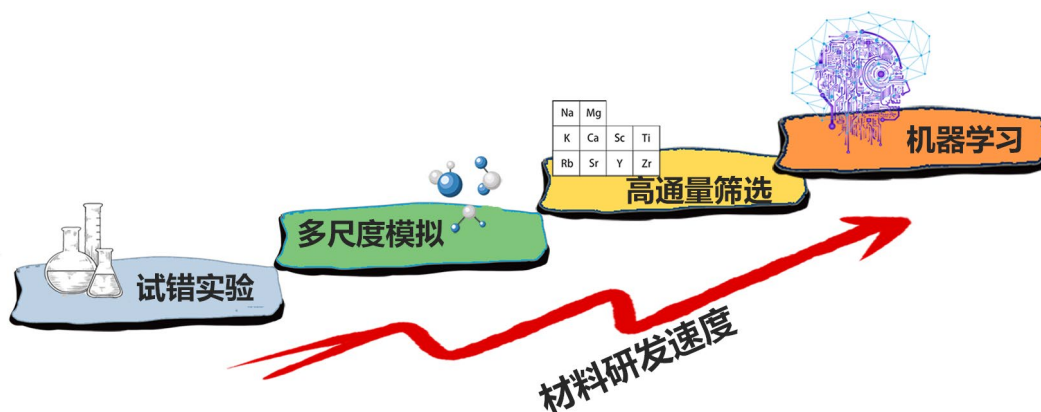 试错实验
多尺度模拟
Na Mg
K Ca Sc Ti
Rb Sr Y Zr
高通量筛选
机器学习
材料研发速度